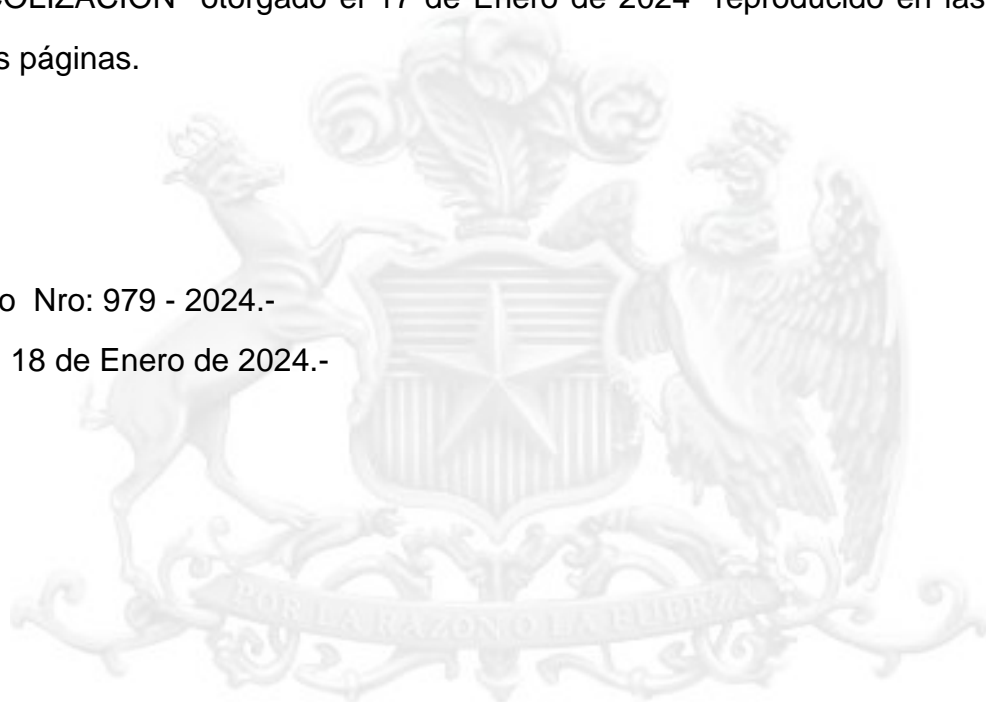 COLIZACION  otorgado el 17 de Enero de 2024  reproducido en las
s páginas.
o  Nro: 979 - 2024.-
18 de Enero de 2024.-
POR LA RAZON O LA FUERZA